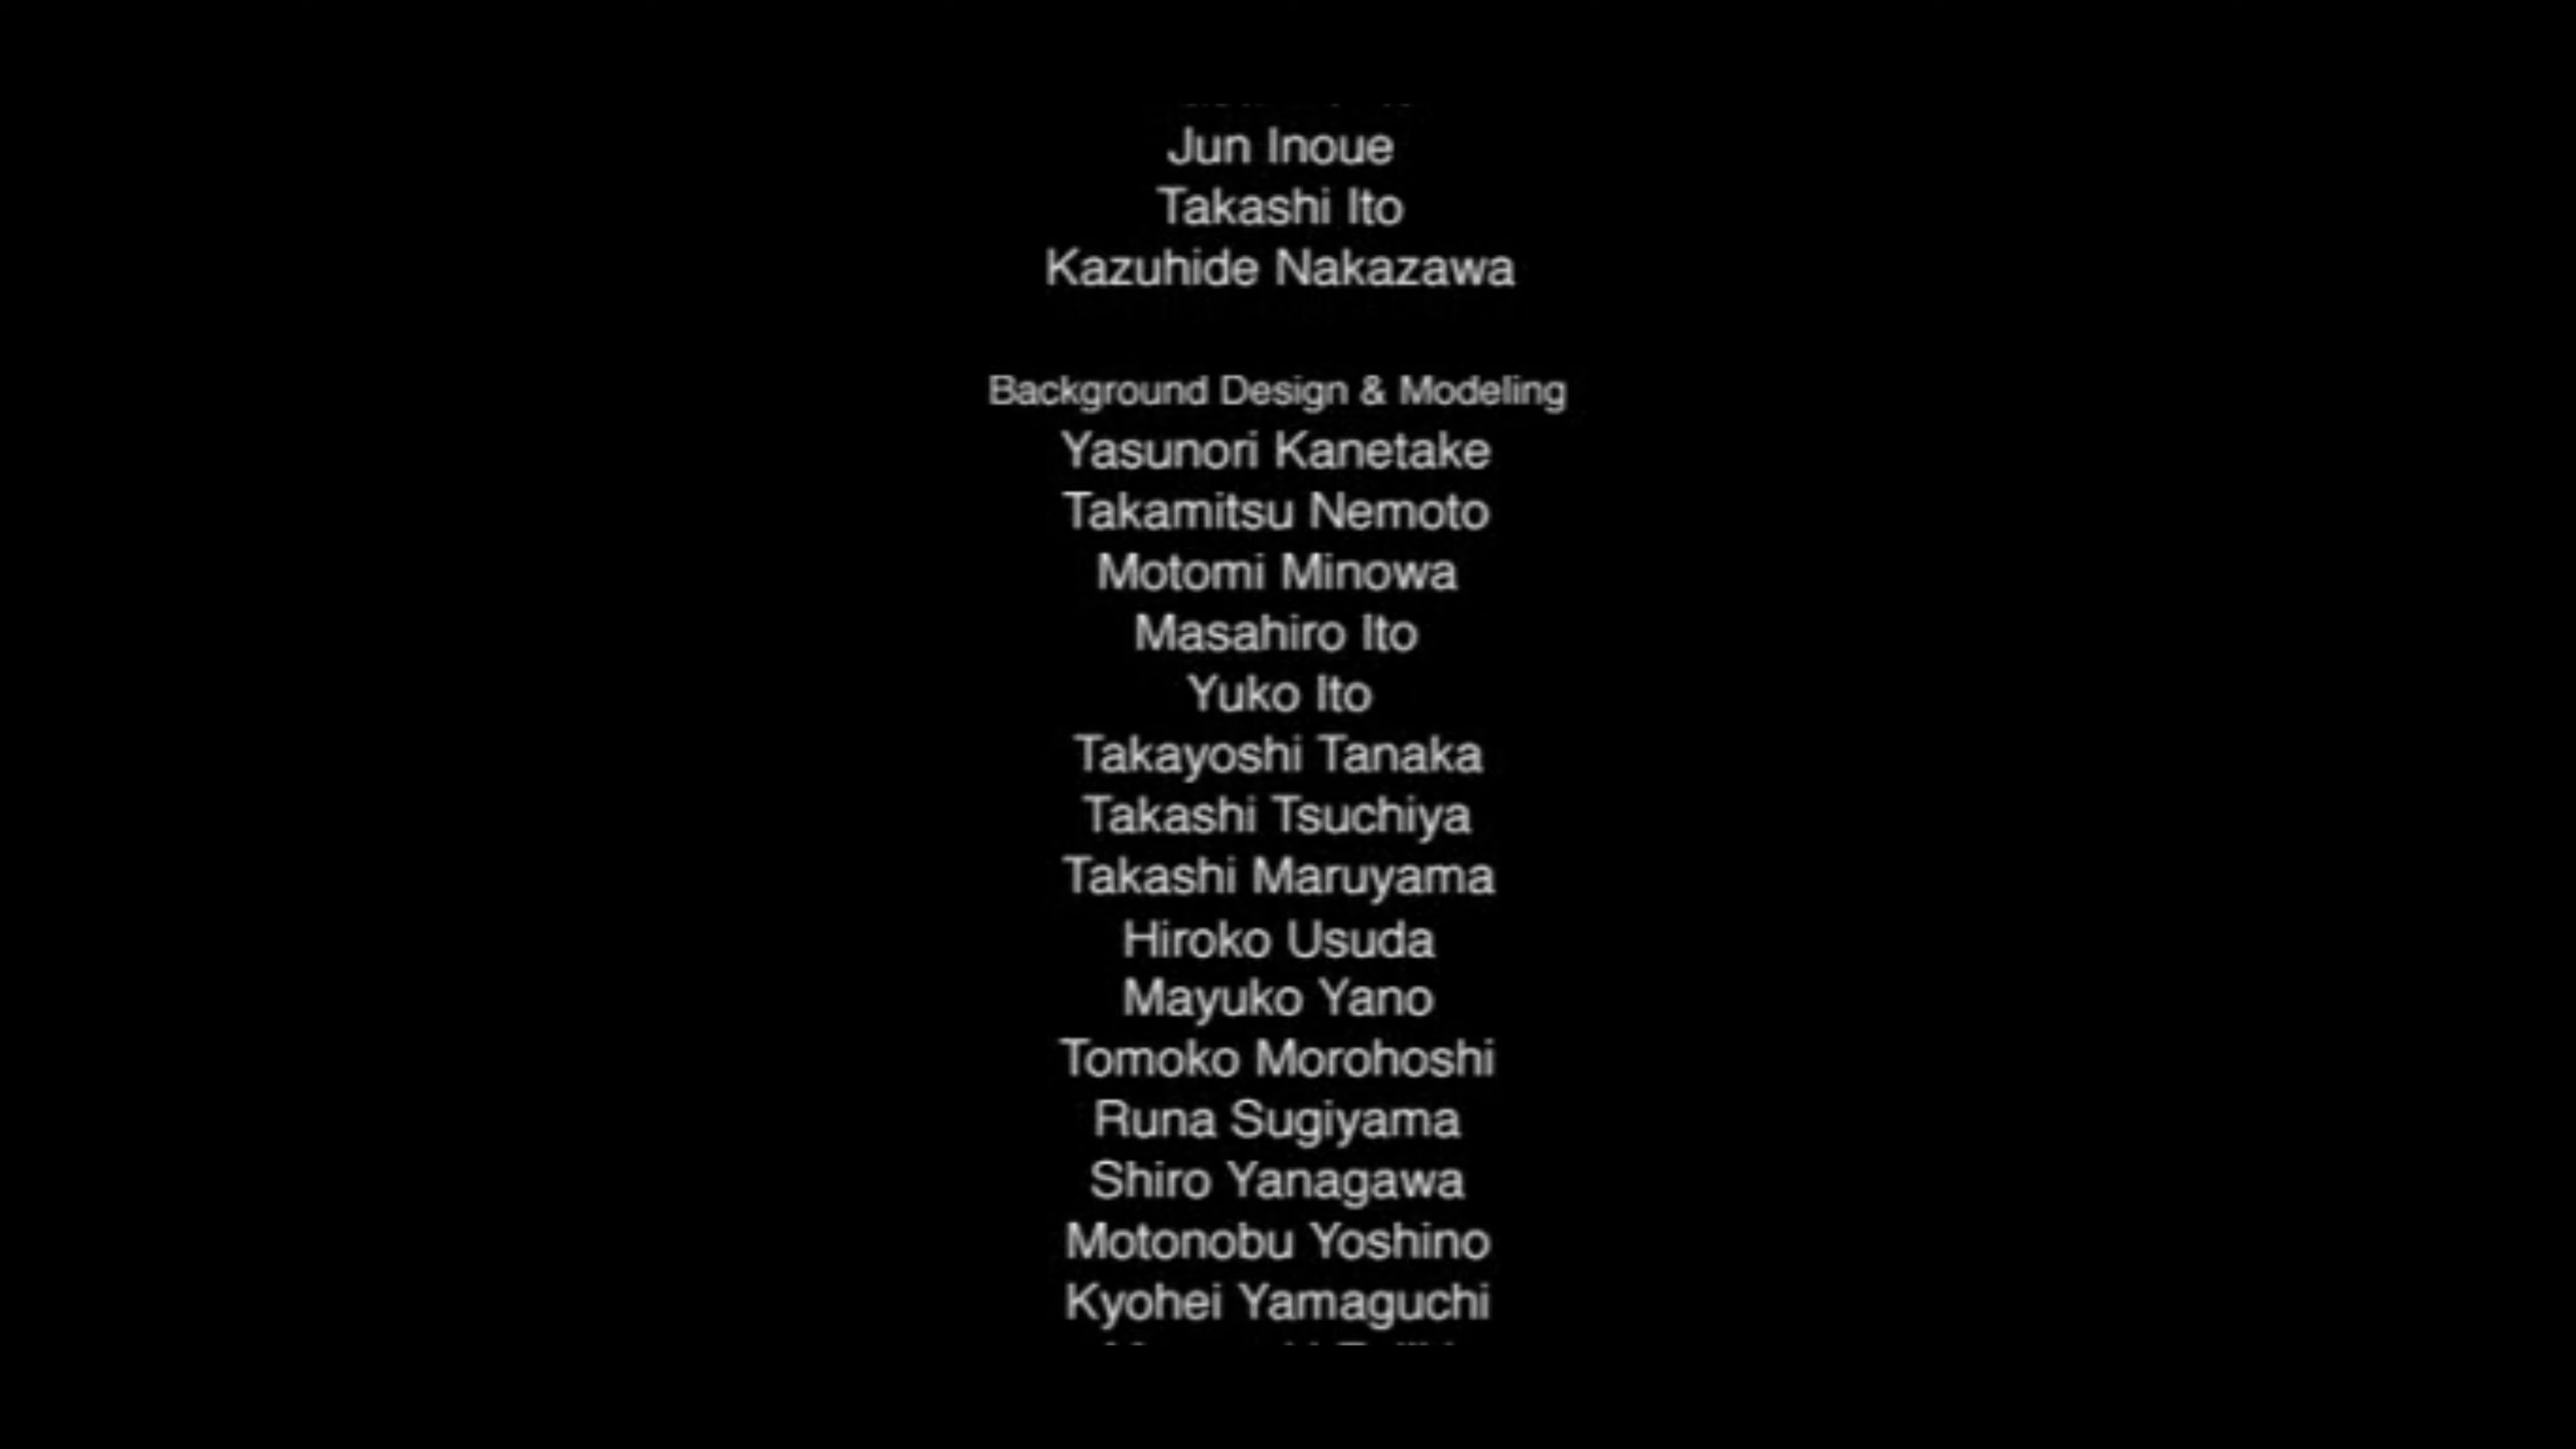 Jun Inoue
Takashi Ito
Kazuhide Nakazawa
Background Design & Modeling
Yasunori Kanetake
Takamitsu Nemoto
Motomi Minowa
Masahiro Ito
Yuko Ito
Takayoshi Tanaka
Takashi Tsuchiya
Takashi Maruyama
Hiroko Usuda
Mayuko Yano
Tomoko Morohoshi
Runa Sugiyama
Shiro Yanagawa
Motonobu Yoshino
Kyohei Yamaguchi